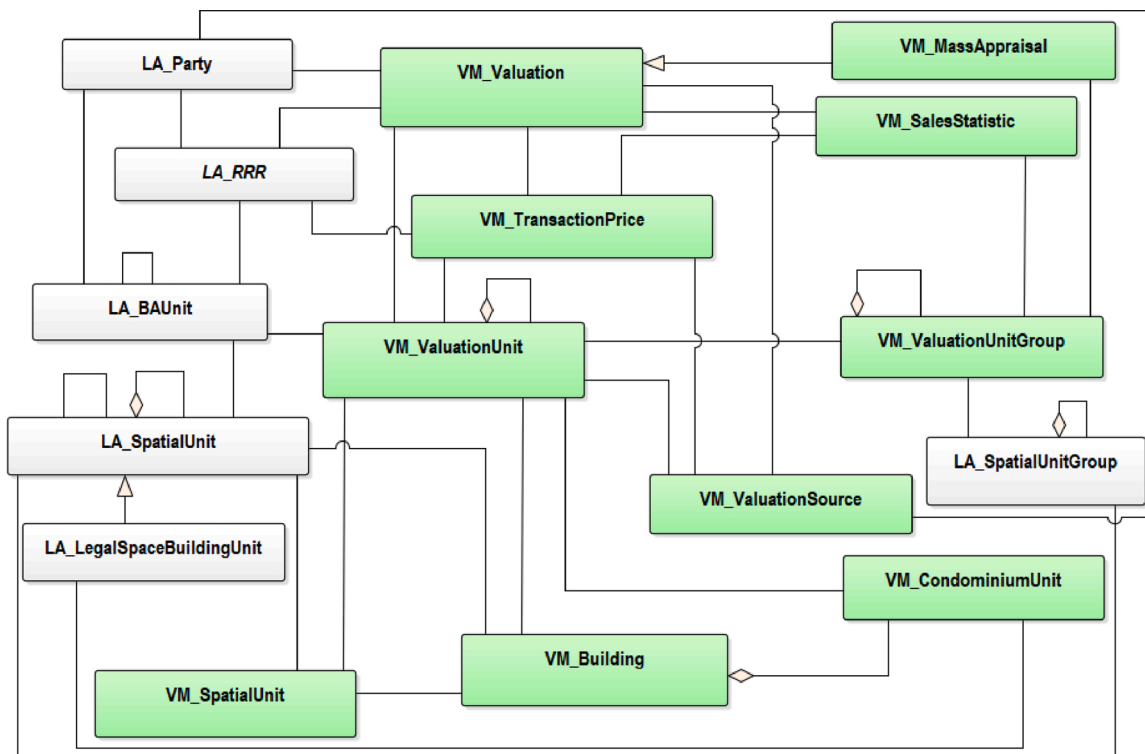 VM_MassAppraisal
LA_Party
VM_Valuation
VM_SalesStatistic
LA_RRR
VM_TransactionPrice
LA_BAUnit
VM_ValuationUnit
VM_ValuationUnitGroup
LA_SpatialUnit
LA_SpatialUnitGroup
VM_ValuationSource
LA_LegalSpaceBuildingUnit
VM_CondominiumUnit
VM_Building
VM_SpatialUnit